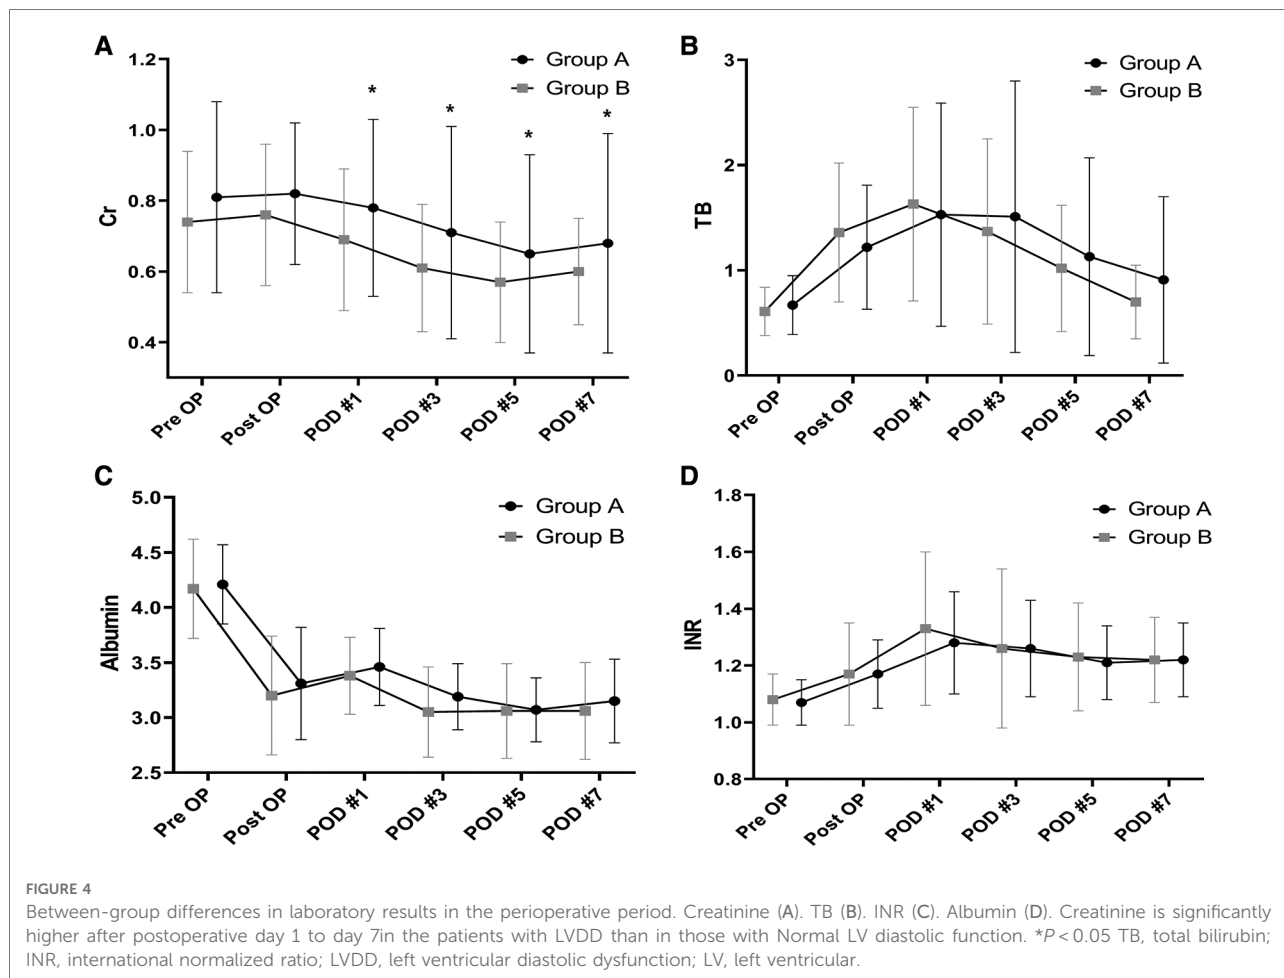 A
Group A
Group B
1.2
1.0
0.8
0.6
0.4
Cr
* * * *
Pre OP Post OP POD #1 POD #3 POD #5 POD #7
B
Group A
Group B
3
2
1
0
TB
Pre OP Post OP POD #1 POD #3 POD #5 POD #7
C
Group A
Group B
5.0
4.5
4.0
3.5
3.0
2.5
Albumin
Pre OP Post OP POD #1 POD #3 POD #5 POD #7
D
Group A
Group B
1.8
1.6
1.4
1.2
1.0
0.8
INR
Pre OP Post OP POD #1 POD #3 POD #5 POD #7
FIGURE 4
Between-group differences in laboratory results in the perioperative period. Creatinine (A). TB (B). INR (C). Albumin (D). Creatinine is significantly
higher after postoperative day 1 to day 7in the patients with LVDD than in those with Normal LV diastolic function. *P < 0.05 TB, total bilirubin;
INR, international normalized ratio; LVDD, left ventricular diastolic dysfunction; LV, left ventricular.